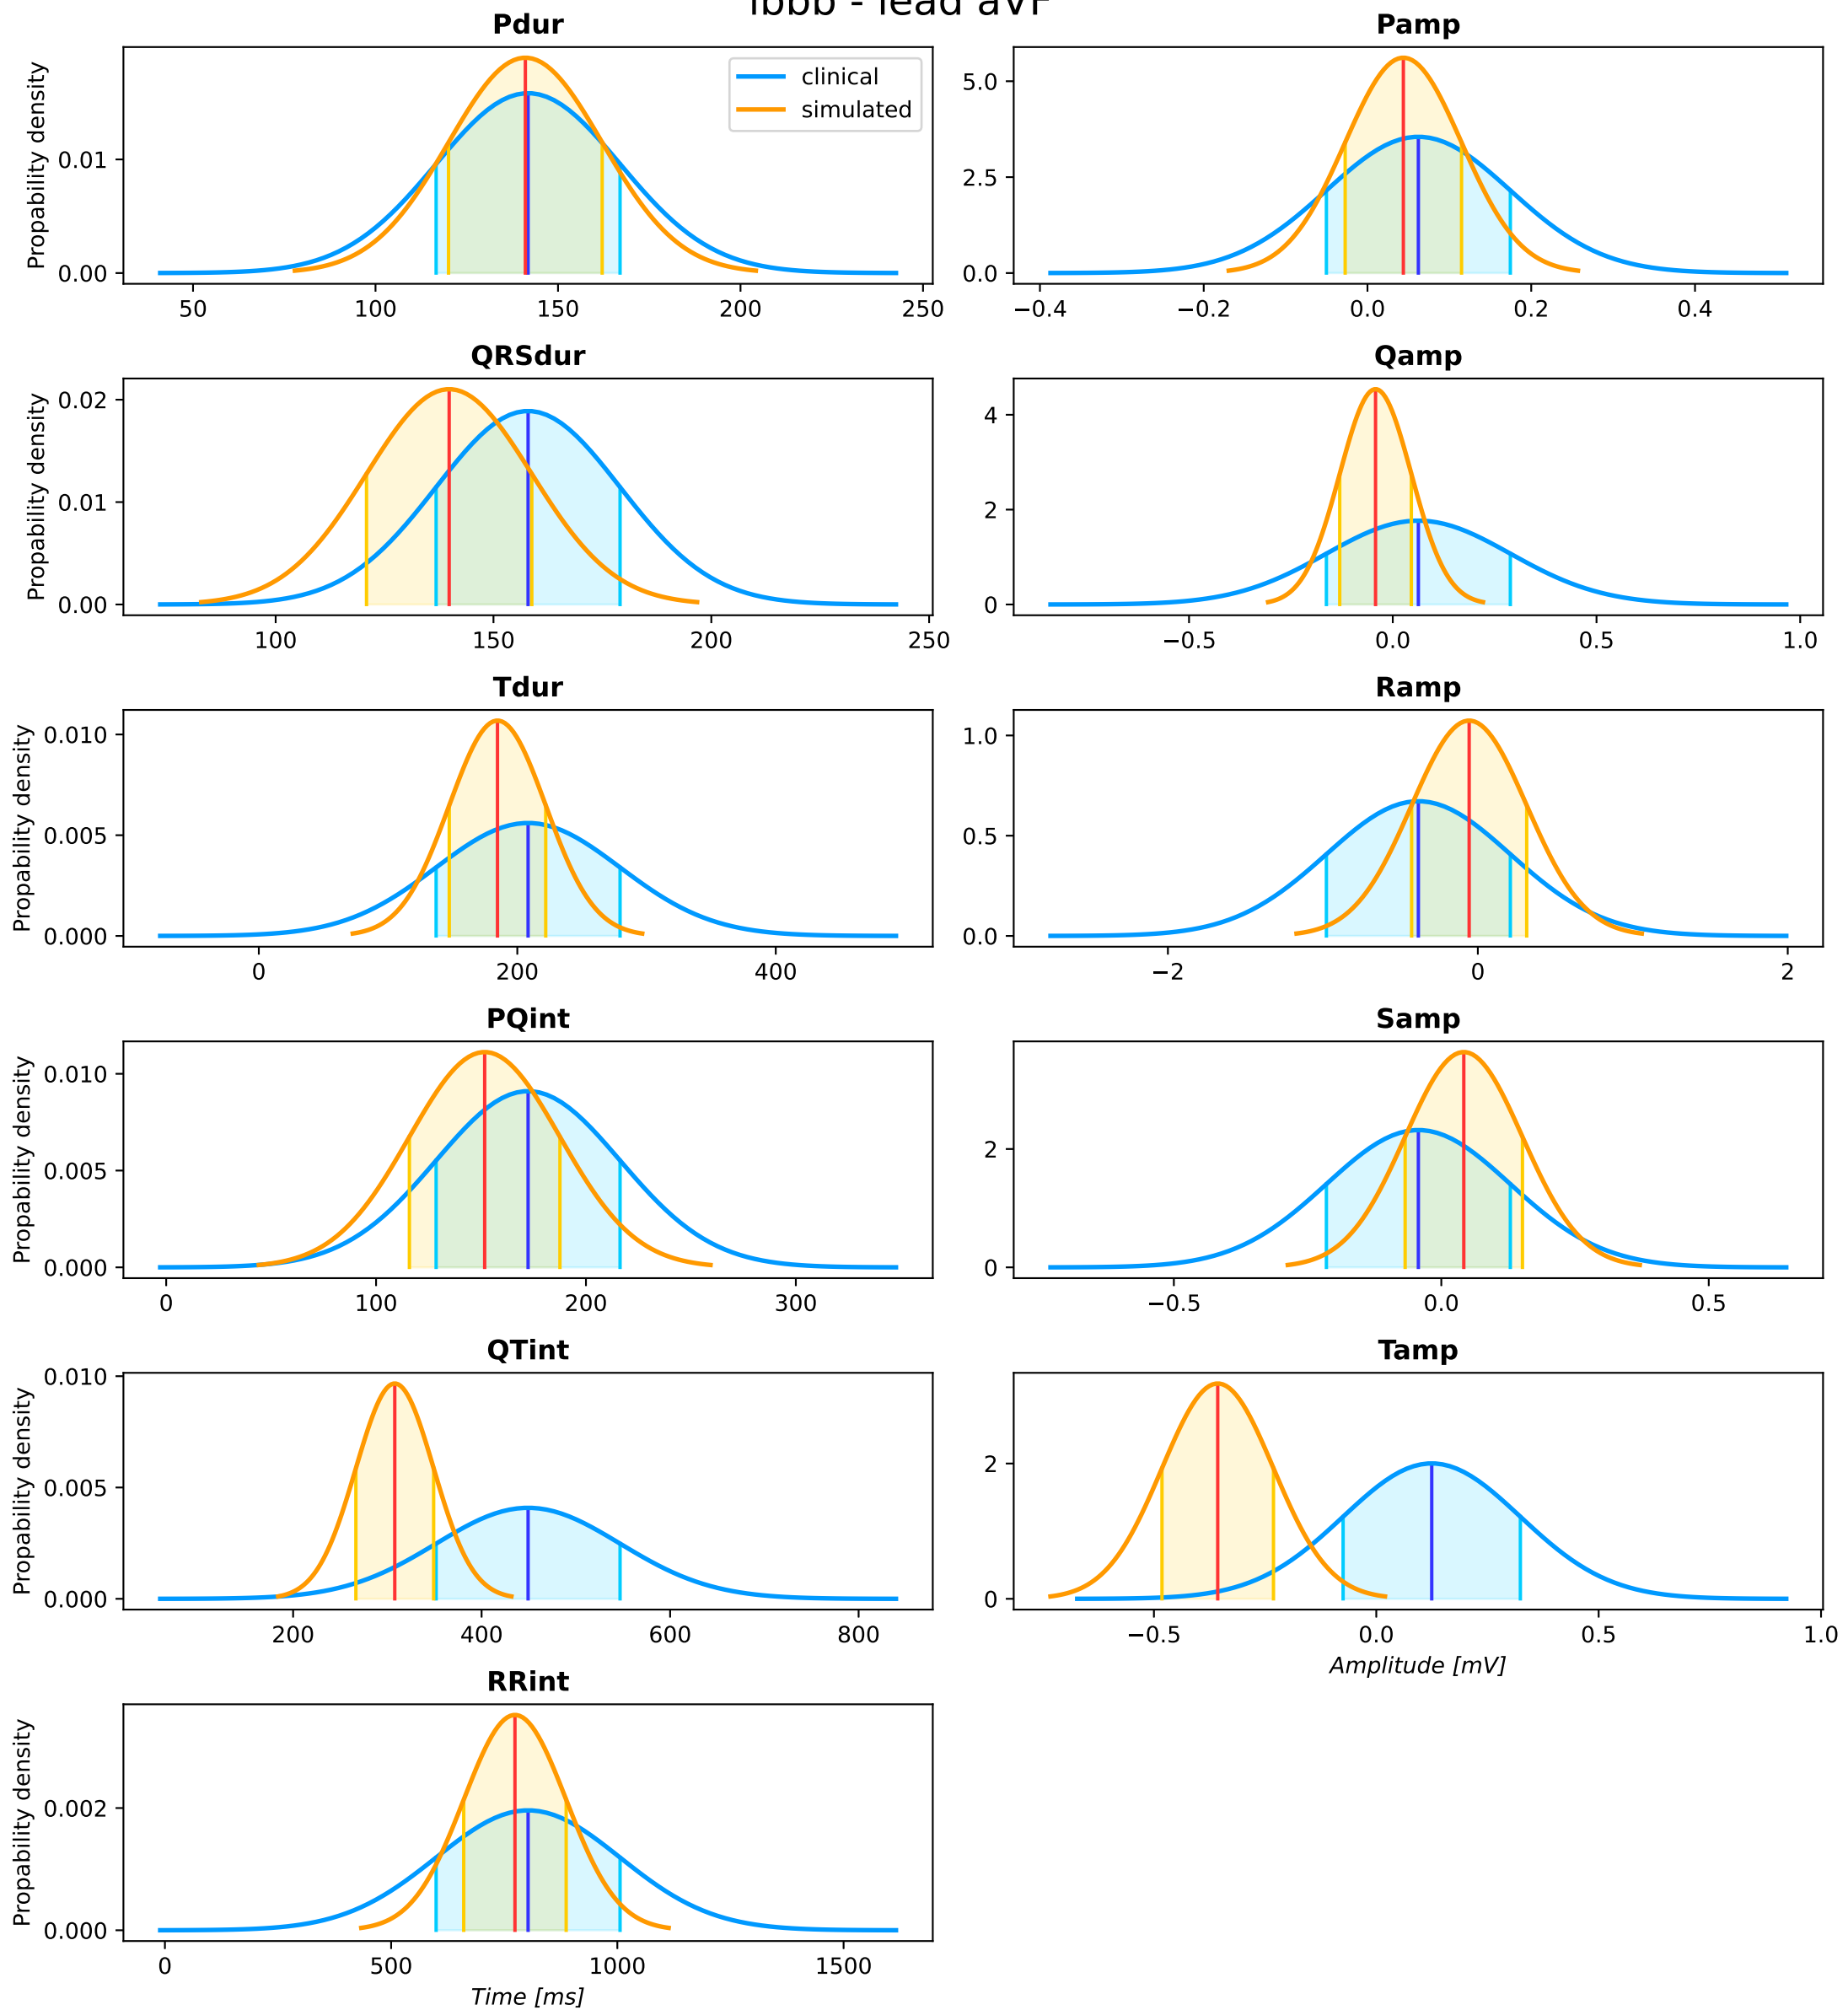 lbbb - lead aVF
Pdur
Propability density
0.01
0.00
clinical
simulated
50 100 150 200 250
Pamp
5.0
2.5
0.0
−0.4 −0.2 0.0 0.2 0.4
QRSdur
Propability density
0.02
0.01
0.00
100 150 200 250
Qamp
4
2
0
−0.5 0.0 0.5 1.0
Tdur
Propability density
0.010
0.005
0.000
0 200 400
Ramp
1.0
0.5
0.0
−2 0 2
PQint
Propability density
0.010
0.005
0.000
0 100 200 300
Samp
2
0
−0.5 0.0 0.5
QTint
Propability density
0.010
0.005
0.000
200 400 600 800
Tamp
2
0
−0.5 0.0 0.5 1.0
Amplitude [mV]
RRint
Propability density
0.002
0.000
0 500 1000 1500
Time [ms]